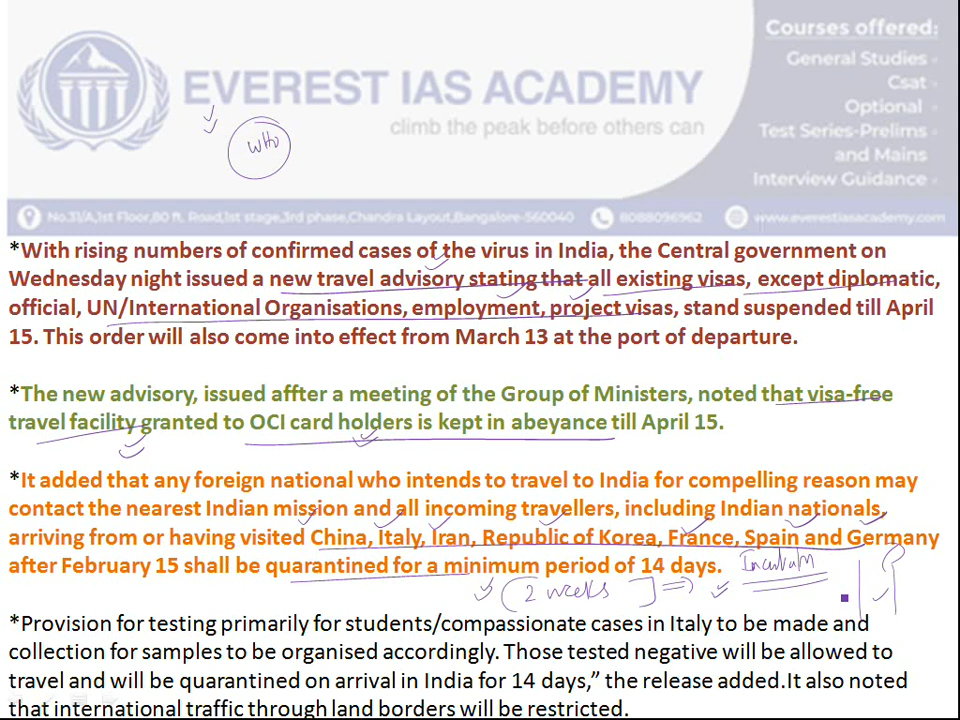 Courses offered:
General Studies
Csat
Optional
Test Series-Prelims
and Mains
Interview Guidance
EVEREST IAS ACADEMY
climb the peak before others can
WHO
No.31/A,1st Floor,80 ft. Road,1st stage,3rd phase,Chandra Layout,Bangalore-560040 8088096962 www.everestiasacademy.com
*With rising numbers of confirmed cases of the virus in India, the Central government on
Wednesday night issued a new travel advisory stating that all existing visas, except diplomatic,
official, UN/International Organisations, employment, project visas, stand suspended till April
15. This order will also come into effect from March 13 at the port of departure.
*The new advisory, issued affter a meeting of the Group of Ministers, noted that visa-free
travel facility granted to OCI card holders is kept in abeyance till April 15.
*It added that any foreign national who intends to travel to India for compelling reason may
contact the nearest Indian mission and all incoming travellers, including Indian nationals,
arriving from or having visited China, Italy, Iran, Republic of Korea, France, Spain and Germany
after February 15 shall be quarantined for a minimum period of 14 days.
2 weeks
*Provision for testing primarily for students/compassionate cases in Italy to be made and
collection for samples to be organised accordingly. Those tested negative will be allowed to
travel and will be quarantined on arrival in India for 14 days,” the release added.It also noted
that international traffic through land borders will be restricted.